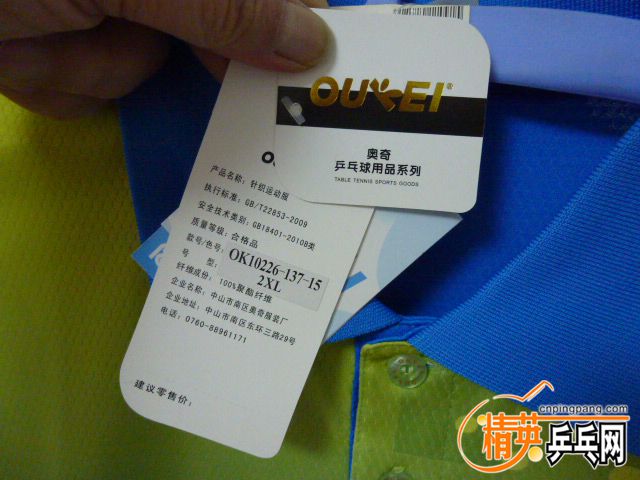 OUKEI®
奥奇
乒乓球用品系列
TABLE TENNIS SPORTS GOODS
产品名称：针织运动服
执行标准：GB/T22853-2009
安全技术类别：GB18401-2010B类
质量等级：合格品
款号/色号：
OK10226-137-15
号 型：
2XL
纤维成份：100%聚酯纤维
企业名称：中山市南区奥奇服装厂
企业地址：中山市南区东环三路29号
电话：0760-88961171
建议零售价：
cnpingpang.com
精英乒乓网